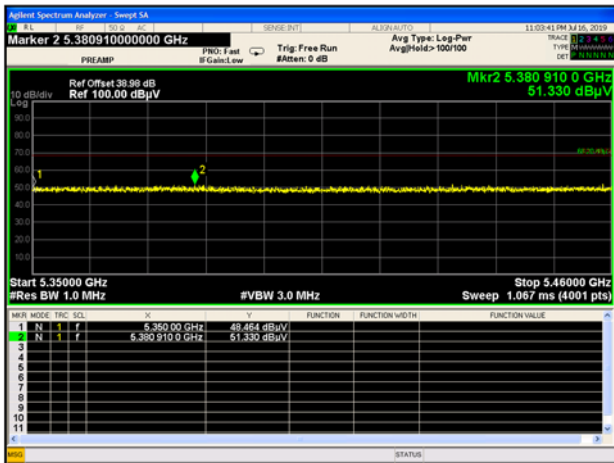 Agilent Spectrum Analyzer - Swept SA
RL RF 50 Ω AC SENSE:INT ALIGN AUTO 11:03:41 PM Jul 16, 2019
Marker 2 5.380910000000 GHz
Avg Type: Log-Pwr
TRACE 1 2 3 4 5 6
PNO: Fast Trig: Free Run Avg|Hold:>100/100
TYPE
PREAMP IFGain:Low #Atten: 0 dB
DET P N N N N N
Mkr2 5.380 910 0 GHz
51.330 dBµV
Ref Offset 38.98 dB
10 dB/div Ref 100.00 dBµV
Log
90.0
80.0
70.0
60.0
50.0
40.0
30.0
20.0
10.0
1
2
Start 5.35000 GHz Stop 5.46000 GHz
#Res BW 1.0 MHz #VBW 3.0 MHz Sweep 1.067 ms (4001 pts)
MKR MODE TRC SCL X Y FUNCTION FUNCTION WIDTH FUNCTION VALUE
1 N 1 f 5.350 00 GHz 48.464 dBµV
2 N 1 f 5.380 910 0 GHz 51.330 dBµV
3
4
5
6
7
8
9
10
11
MSG STATUS